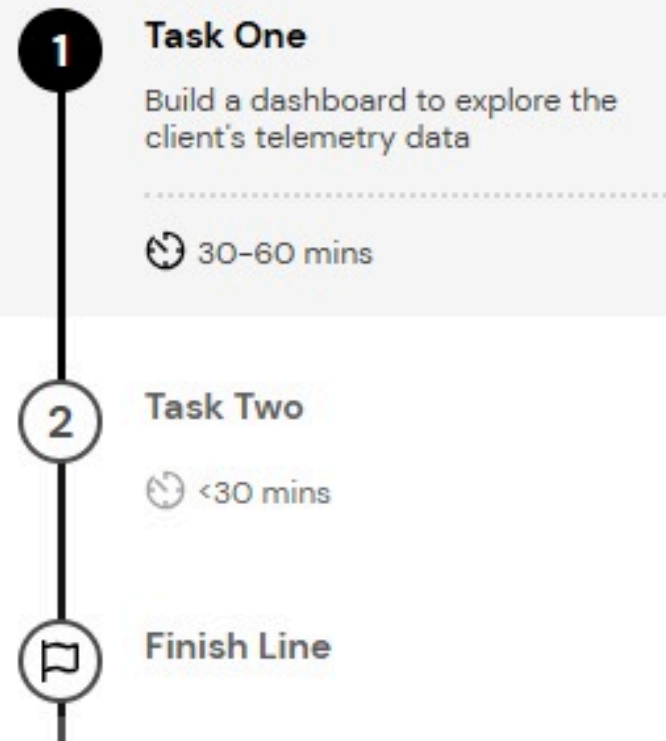 1
Task One
Build a dashboard to explore the
client's telemetry data
30-60 mins
2
Task Two
<30 mins
Finish Line